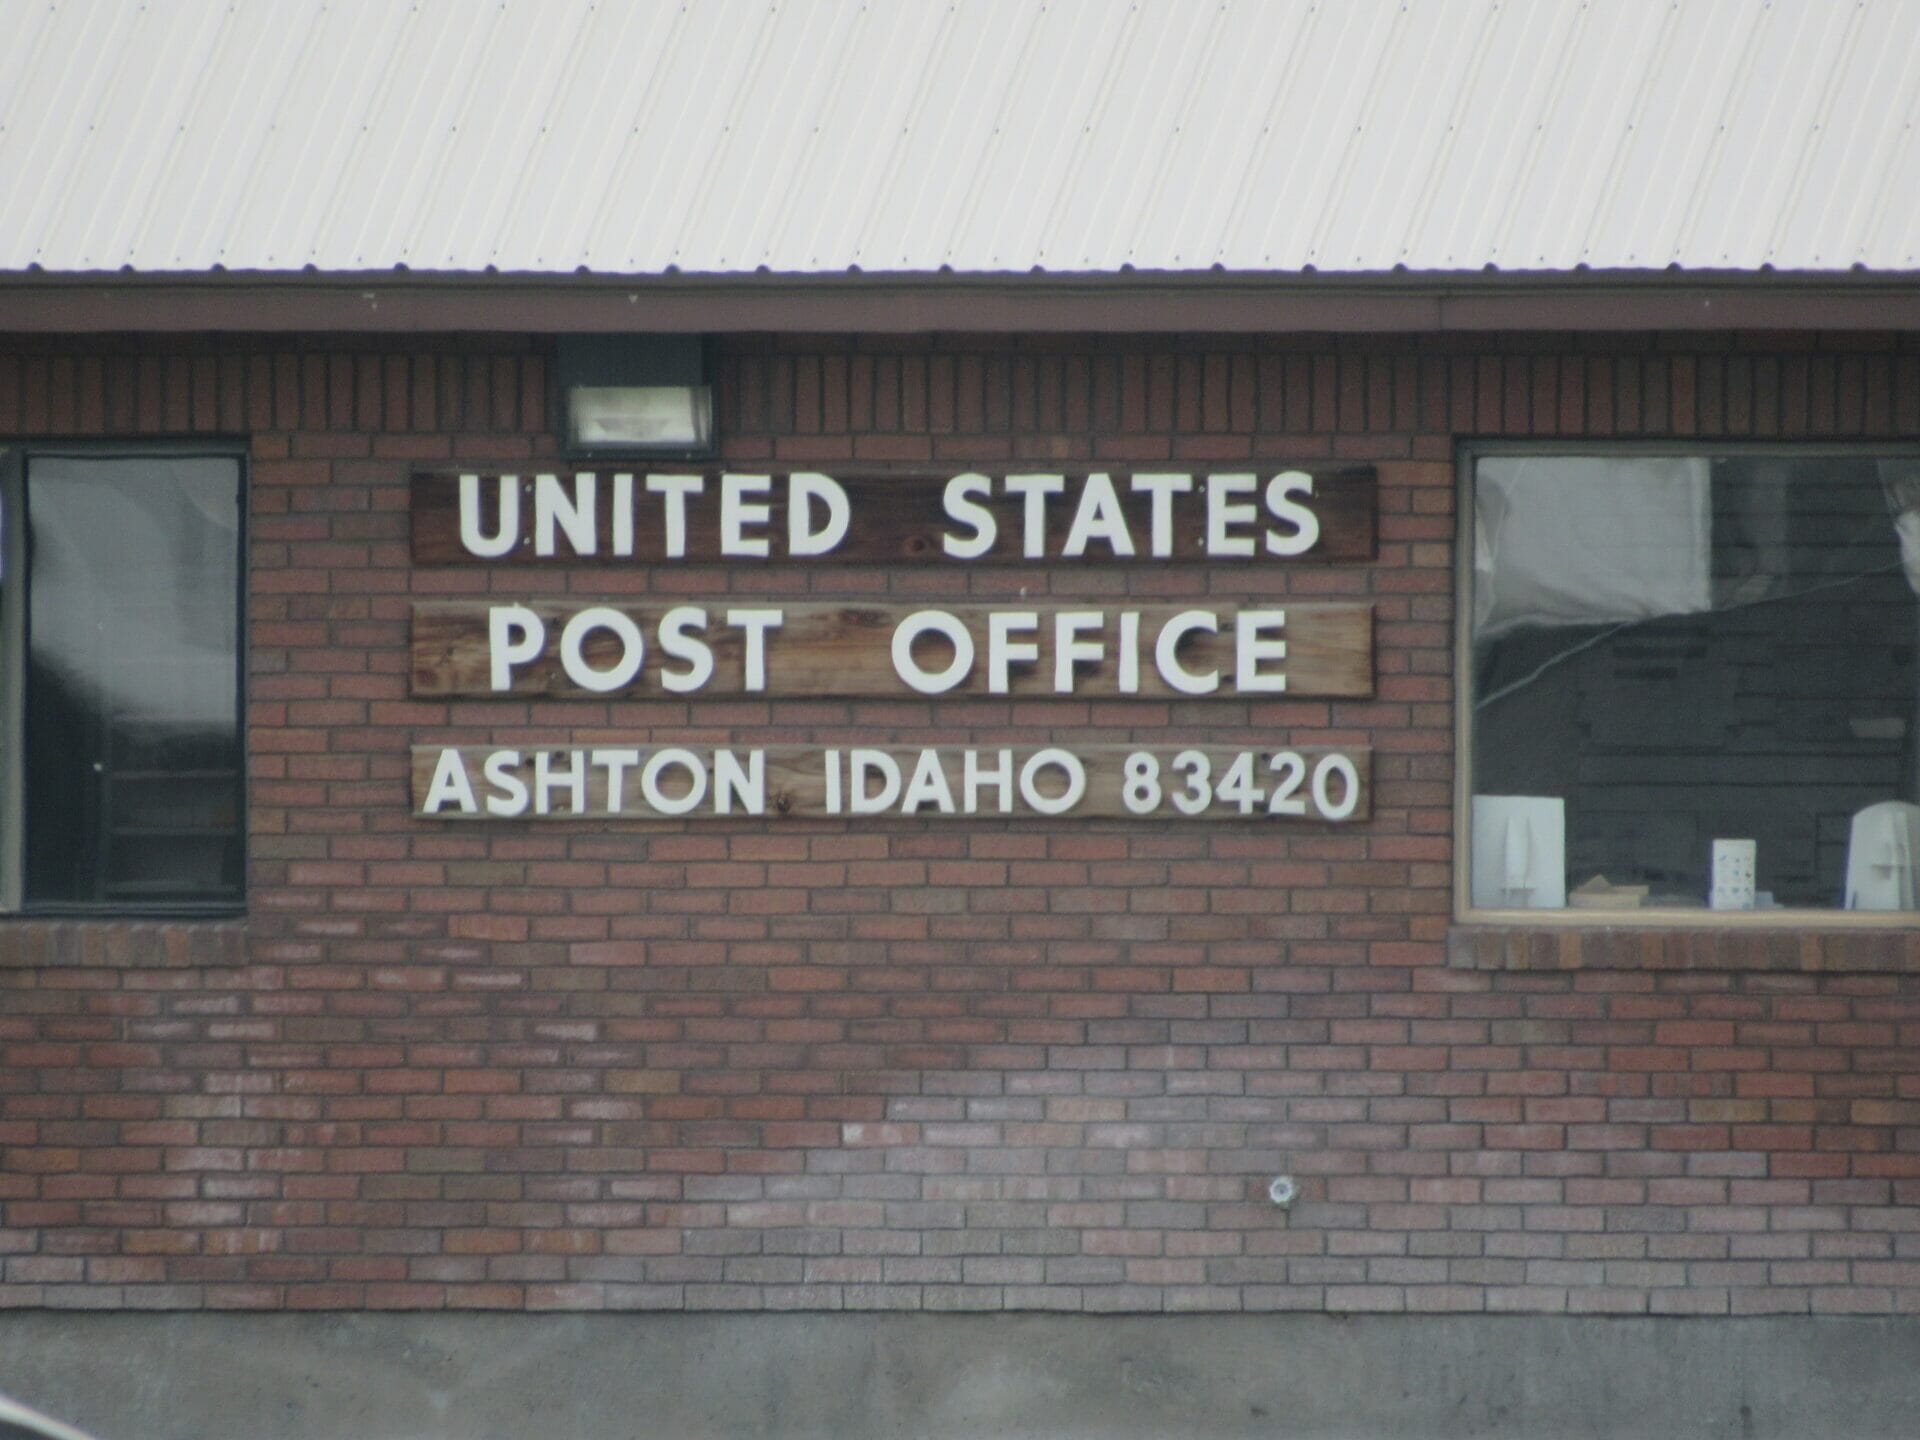 UNITED STATES
POST OFFICE
ASHTON IDAHO 83420